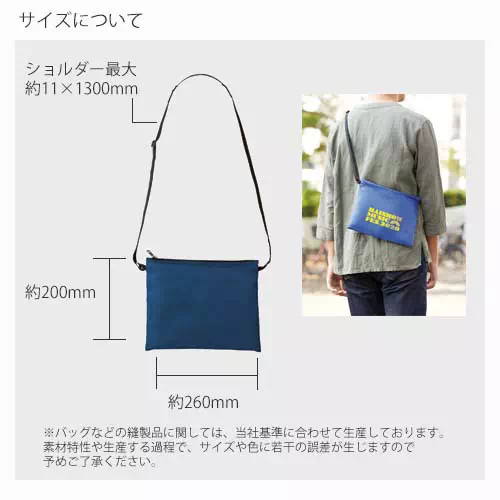 サイズについて
ショルダー最大
約11×1300mm
RAINBOW
MUSIC
FES.2020
約200mm
約260mm
※バッグなどの縫製品に関しては、当社基準に合わせて生産しております。
素材特性や生産する過程で、サイズや色に若干の誤差が生じますので
予めご了承ください。